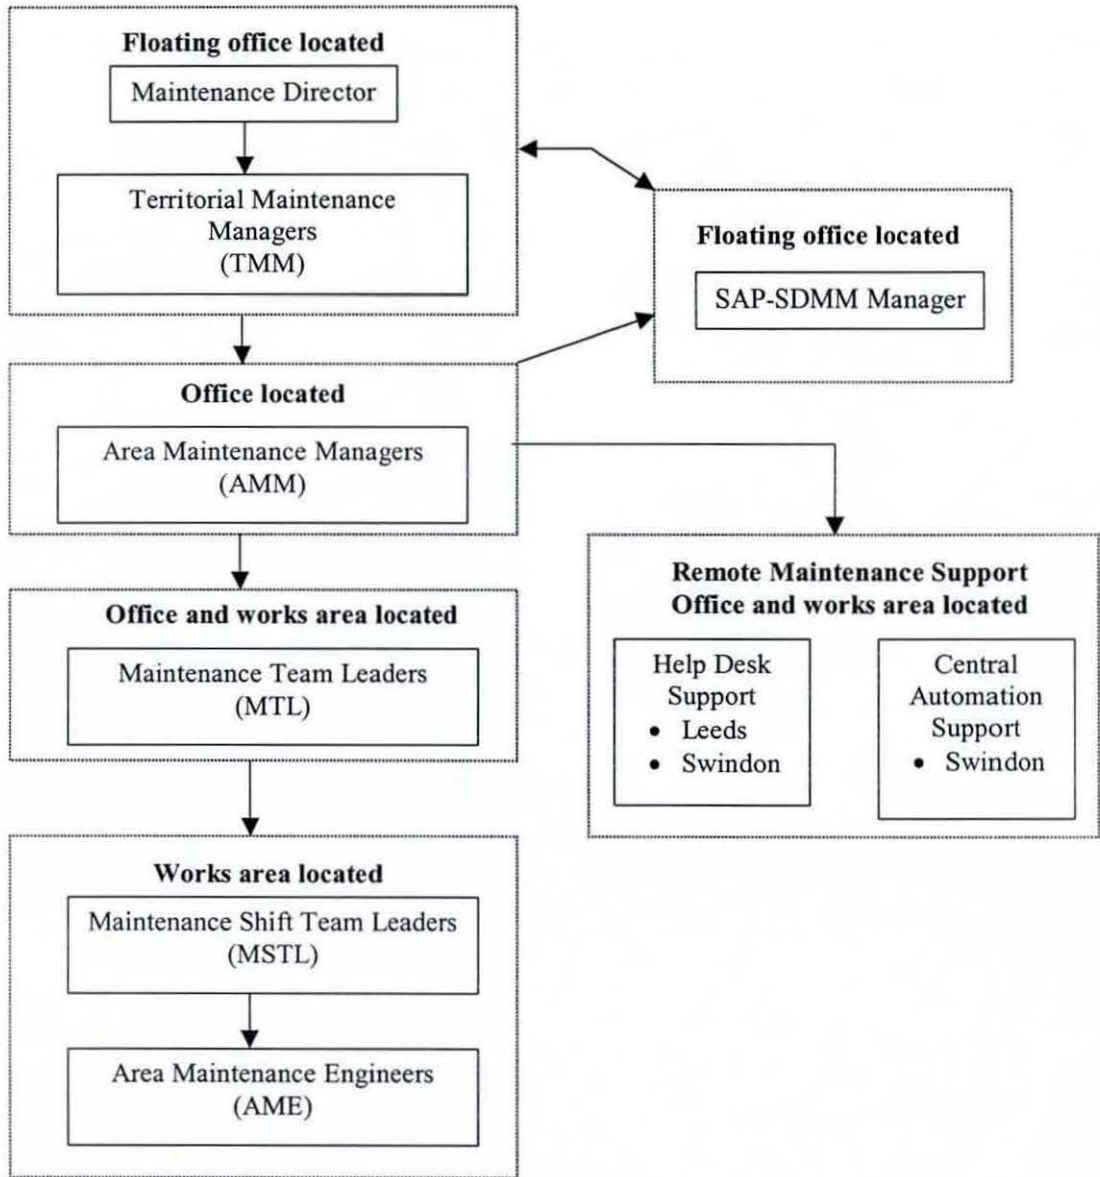 Floating office located
Maintenance Director
Territorial Maintenance
Managers
(TMM)
Floating office located
SAP-SDMM Manager
Office located
Area Maintenance Managers
(AMM)
Office and works area located
Maintenance Team Leaders
(MTL)
Remote Maintenance Support
Office and works area located
Help Desk
Support
• Leeds
• Swindon
Central
Automation
Support
• Swindon
Works area located
Maintenance Shift Team Leaders
(MSTL)
Area Maintenance Engineers
(AME)